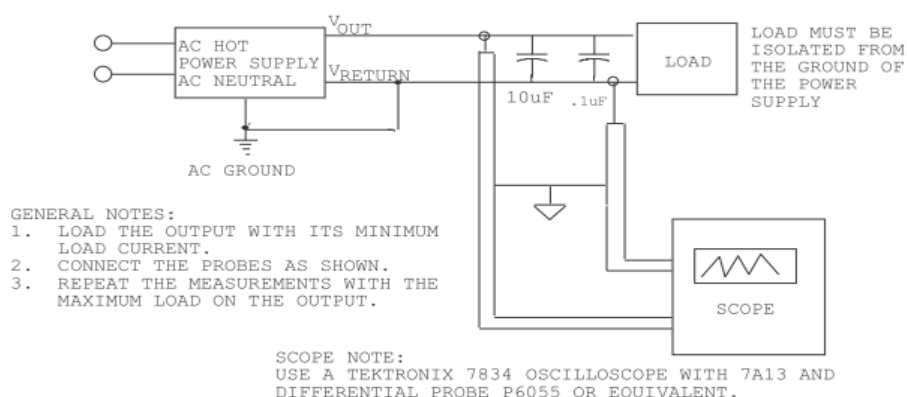 V OUT
AC HOT
POWER SUPPLY
AC NEUTRAL
V RETURN
LOAD
LOAD MUST BE
ISOLATED FROM
THE GROUND OF
THE POWER
SUPPLY
10uF
.1uF
AC GROUND
GENERAL NOTES:
1. LOAD THE OUTPUT WITH ITS MINIMUM
LOAD CURRENT.
2. CONNECT THE PROBES AS SHOWN.
3. REPEAT THE MEASUREMENTS WITH THE
MAXIMUM LOAD ON THE OUTPUT.
SCOPE
SCOPE NOTE:
USE A TEKTRONIX 7834 OSCILLOSCOPE WITH 7A13 AND
DIFFERENTIAL PROBE P6055 OR EQUIVALENT.